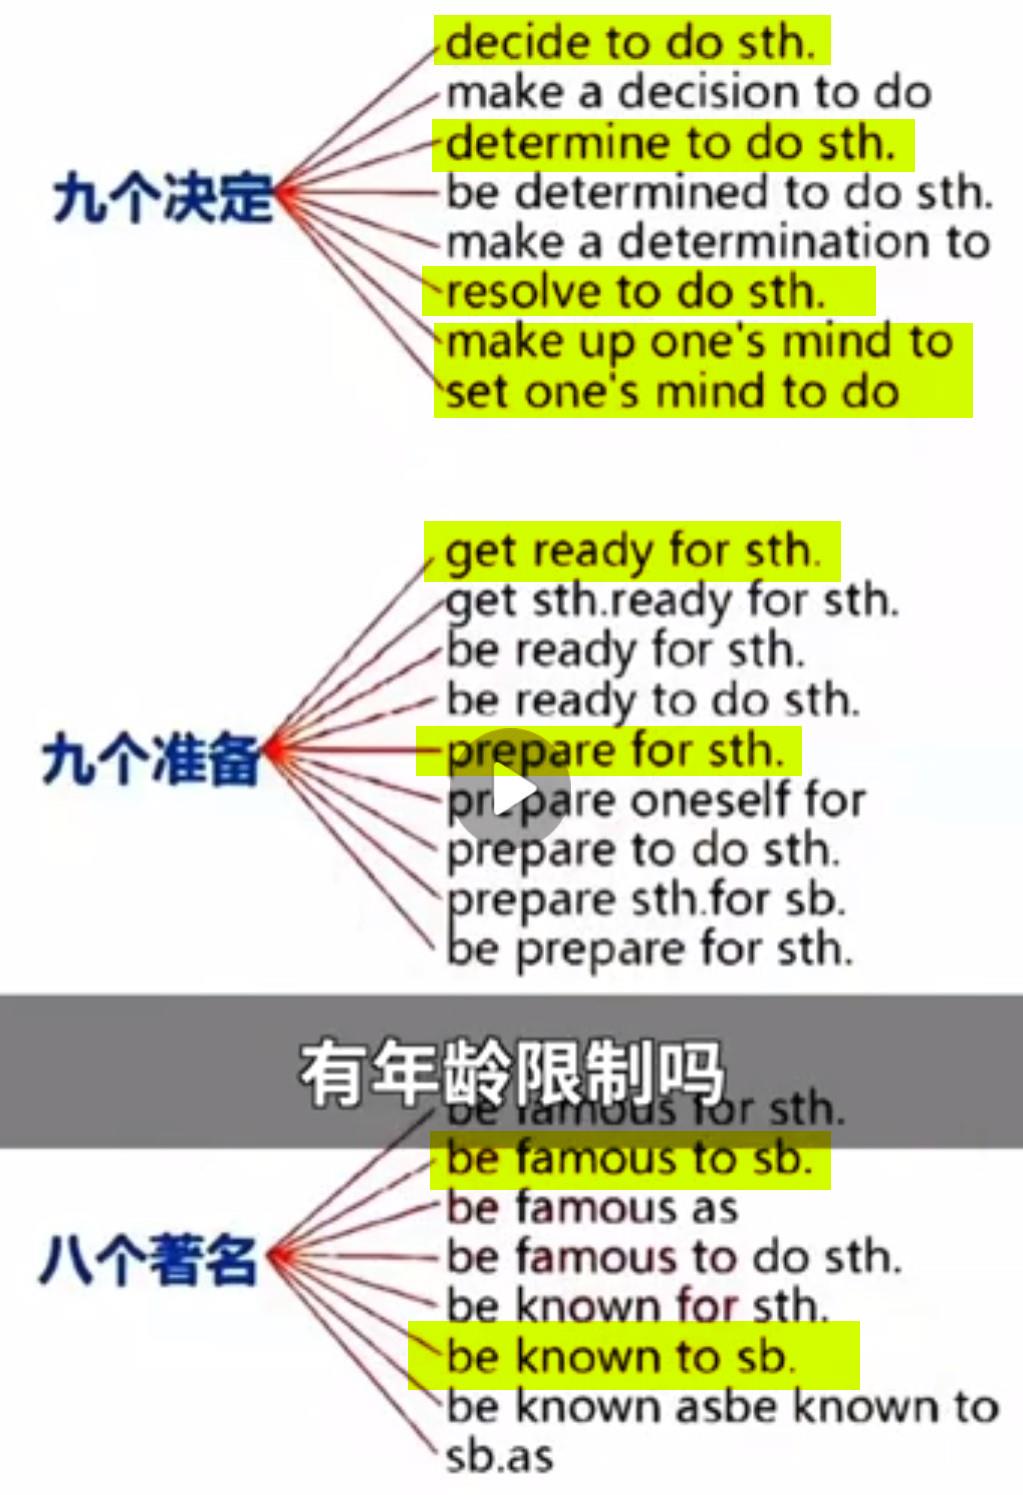 decide to do sth.
make a decision to do
determine to do sth.
九个决定
be determined to do sth.
make a determination to
resolve to do sth.
make up one's mind to
set one's mind to do
get ready for sth.
get sth.ready for sth.
be ready for sth.
be ready to do sth.
九个准备
prepare for sth.
prepare oneself for
prepare to do sth.
prepare sth.for sb.
be prepare for sth.
有年龄限制吗
be famous for sth.
be famous to sb.
be famous as
八个著名
be famous to do sth.
be known for sth.
be known to sb.
be known asbe known to
sb.as